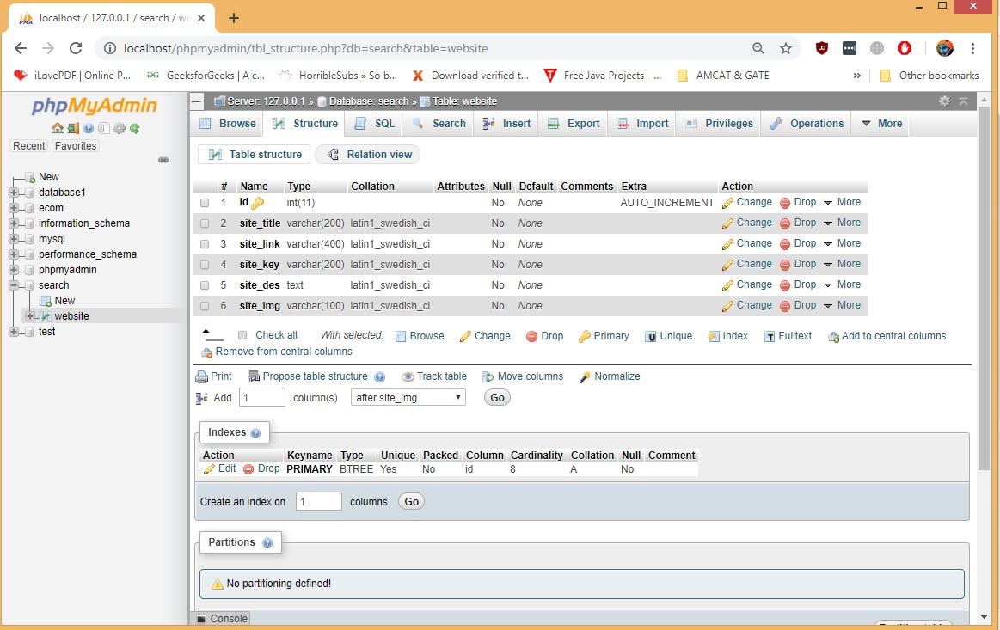 PMA localhost / 127.0.0.1 / search / we
localhost/phpmyadmin/tbl_structure.php?db=search&table=website
iLovePDF | Online P... GeeksforGeeks | A c... HorribleSubs » So b... Download verified t... Free Java Projects - ... AMCAT & GATE » Other bookmarks
phpMyAdmin
Recent Favorites
New
database1
ecom
information_schema
mysql
performance_schema
phpmyadmin
search
New
website
test
Server: 127.0.0.1 » Database: search » Table: website
Browse Structure SQL Search Insert Export Import Privileges Operations More
Table structure Relation view
# Name Type Collation Attributes Null Default Comments Extra Action
1 id int(11) No None AUTO_INCREMENT Change Drop More
2 site_title varchar(200) latin1_swedish_ci No None Change Drop More
3 site_link varchar(400) latin1_swedish_ci No None Change Drop More
4 site_key varchar(200) latin1_swedish_ci No None Change Drop More
5 site_des text latin1_swedish_ci No None Change Drop More
6 site_img varchar(100) latin1_swedish_ci No None Change Drop More
Check all With selected: Browse Change Drop Primary Unique Index Fulltext Add to central columns
Remove from central columns
Print Propose table structure Track table Move columns Normalize
Add 1 column(s) after site_img Go
Indexes
Action Keyname Type Unique Packed Column Cardinality Collation Null Comment
Edit Drop PRIMARY BTREE Yes No id 8 A No
Create an index on 1 columns Go
Partitions
No partitioning defined!
Console